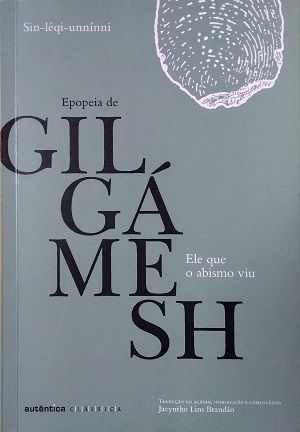 Sin-léqi-unnínni
Epopeia de
GIL
GÁ
ME
SH
Ele que
o abismo viu
Tradução do acádio, introdução e comentários
Jacyntho Lins Brandão
autêntica CLÁSSICA